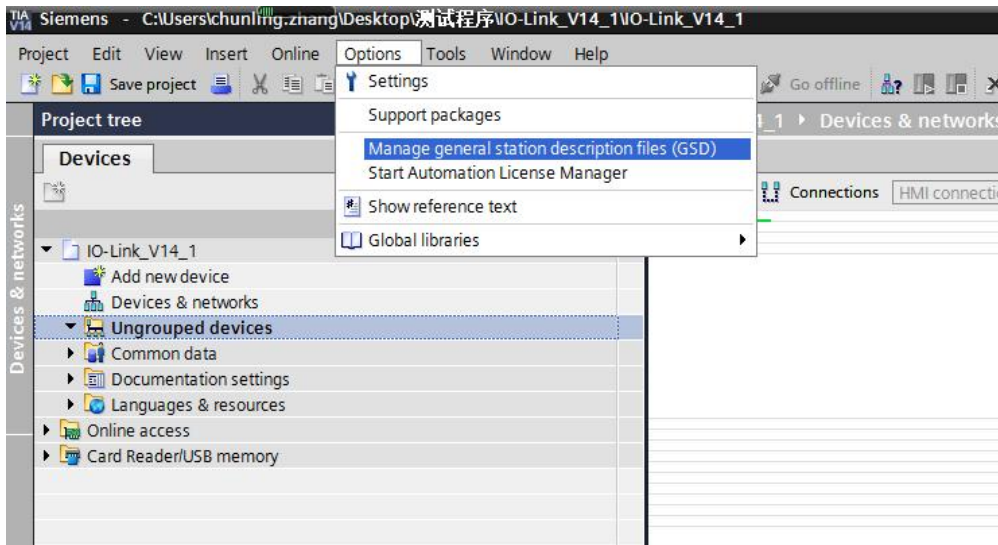 TIA V14 Siemens - C:\Users\chunling.zhang\Desktop\测试程序\IO-Link_V14_1\IO-Link_V14_1
Project Edit View Insert Online Options Tools Window Help
Save project Go offline
Settings
Support packages
Manage general station description files (GSD)
Start Automation License Manager
Show reference text
Global libraries
Project tree
4_1 Devices & networks
Devices
Connections HMI connecti
Devices & networks
IO-Link_V14_1
Add new device
Devices & networks
Ungrouped devices
Common data
Documentation settings
Languages & resources
Online access
Card Reader/USB memory